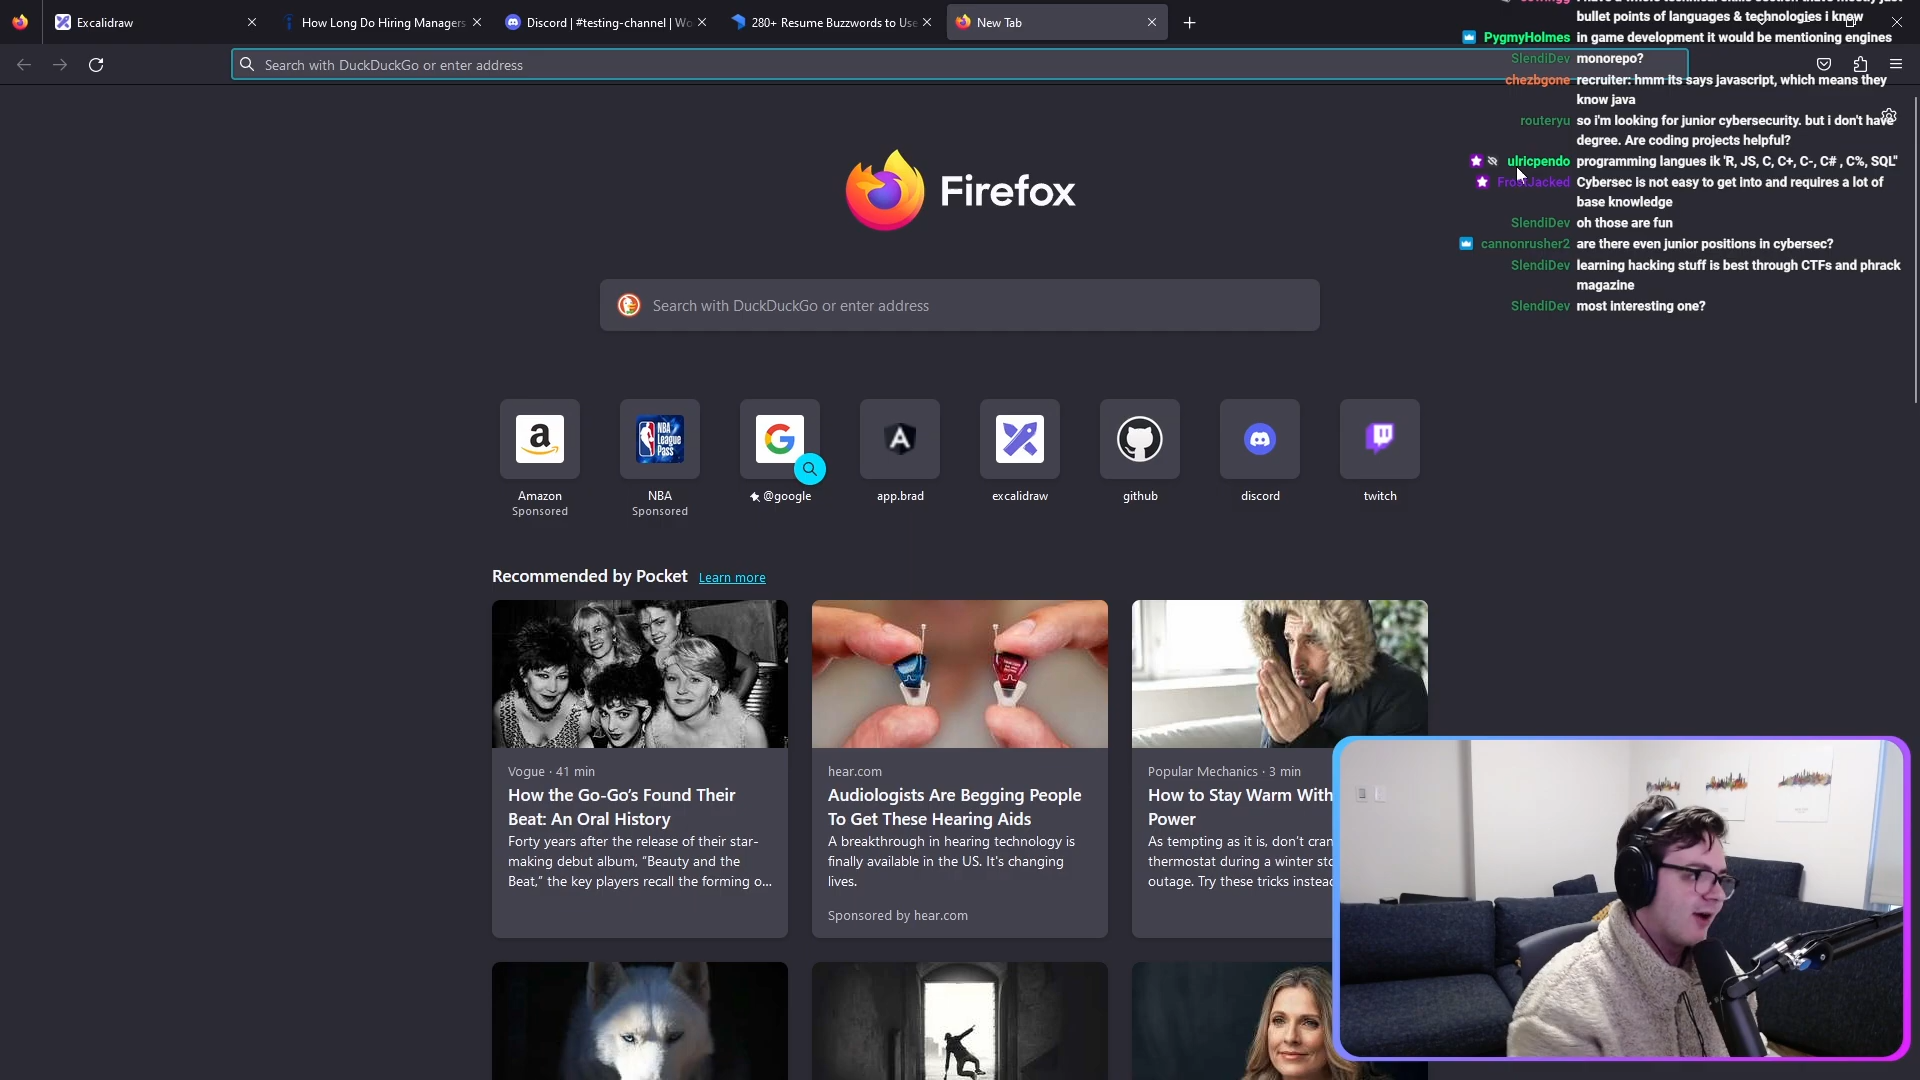 Excalidraw
How Long Do Hiring Managers
Discord | #testing-channel | Wo
280+ Resume Buzzwords to Use
New Tab
bullet points of languages & technologies i know
PygmyHolmes in game development it would be mentioning engines
Search with DuckDuckGo or enter address
SlendiDev monorepo?
chezbgone recruiter: hmm its says javascript, which means they
know java
routeryu so i'm looking for junior cybersecurity. but i don't have
degree. Are coding projects helpful?
ulricpendo programming langues ik 'R, JS, C, C+, C-, C# , C%, SQL"
FrostJacked Cybersec is not easy to get into and requires a lot of
base knowledge
SlendiDev oh those are fun
cannonrusher2 are there even junior positions in cybersec?
SlendiDev learning hacking stuff is best through CTFs and phrack
magazine
SlendiDev most interesting one?
Firefox
Search with DuckDuckGo or enter address
a
NBA
League
Pass
Amazon
Sponsored
NBA
Sponsored
@google
app.brad
excalidraw
github
discord
twitch
Recommended by Pocket Learn more
Vogue · 41 min
How the Go-Go’s Found Their
Beat: An Oral History
Forty years after the release of their star-
making debut album, “Beauty and the
Beat,” the key players recall the forming o...
hear.com
Audiologists Are Begging People
To Get These Hearing Aids
A breakthrough in hearing technology is
finally available in the US. It's changing
lives.
Sponsored by hear.com
Popular Mechanics · 3 min
How to Stay Warm With
Power
As tempting as it is, don’t cran
thermostat during a winter sto
outage. Try these tricks instead